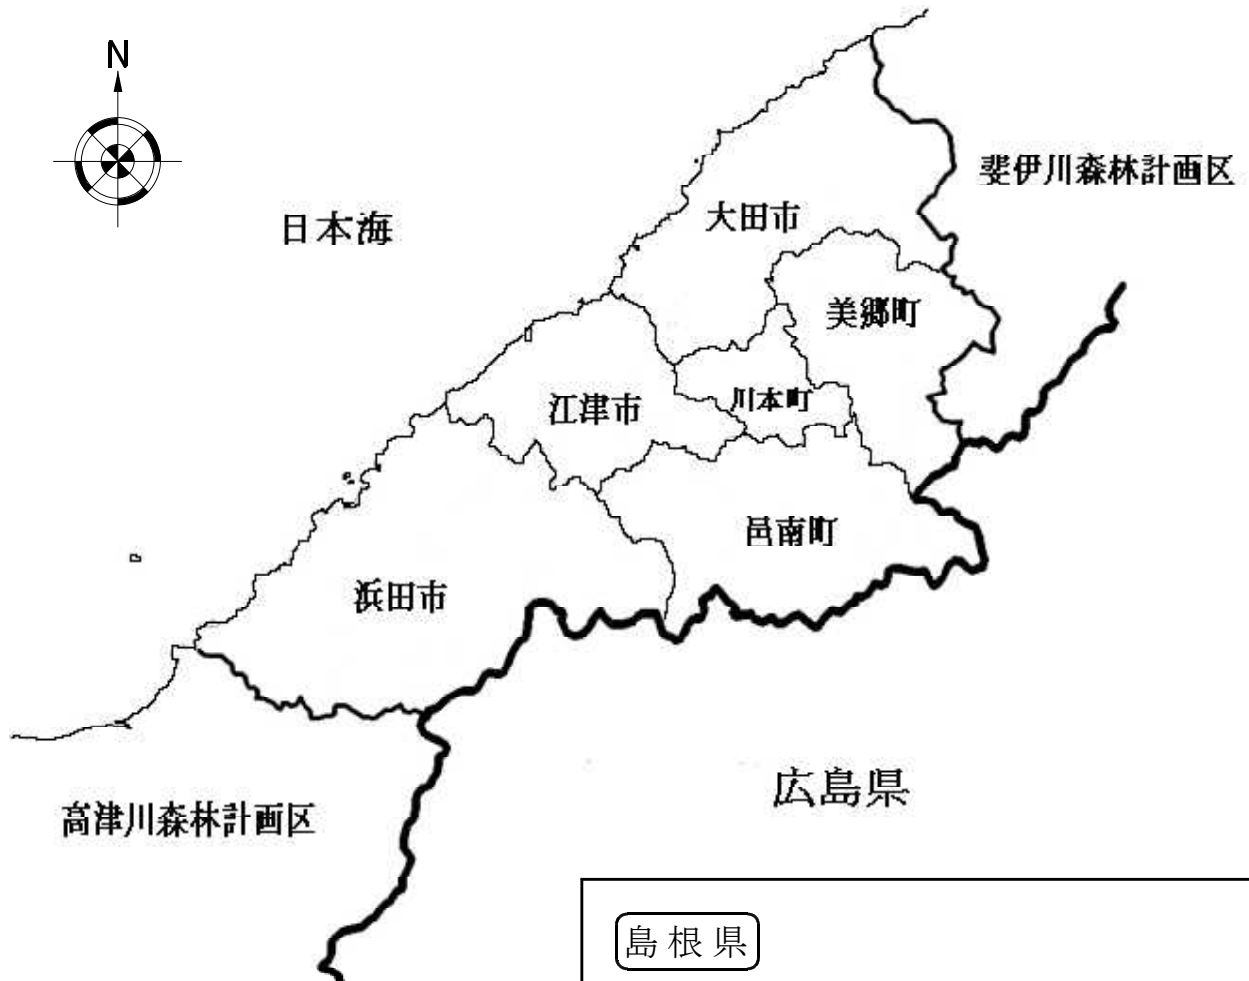 N
斐伊川森林計画区
日本海
大田市
美郷町
江津市
川本町
邑南町
浜田市
広島県
高津川森林計画区
島根県